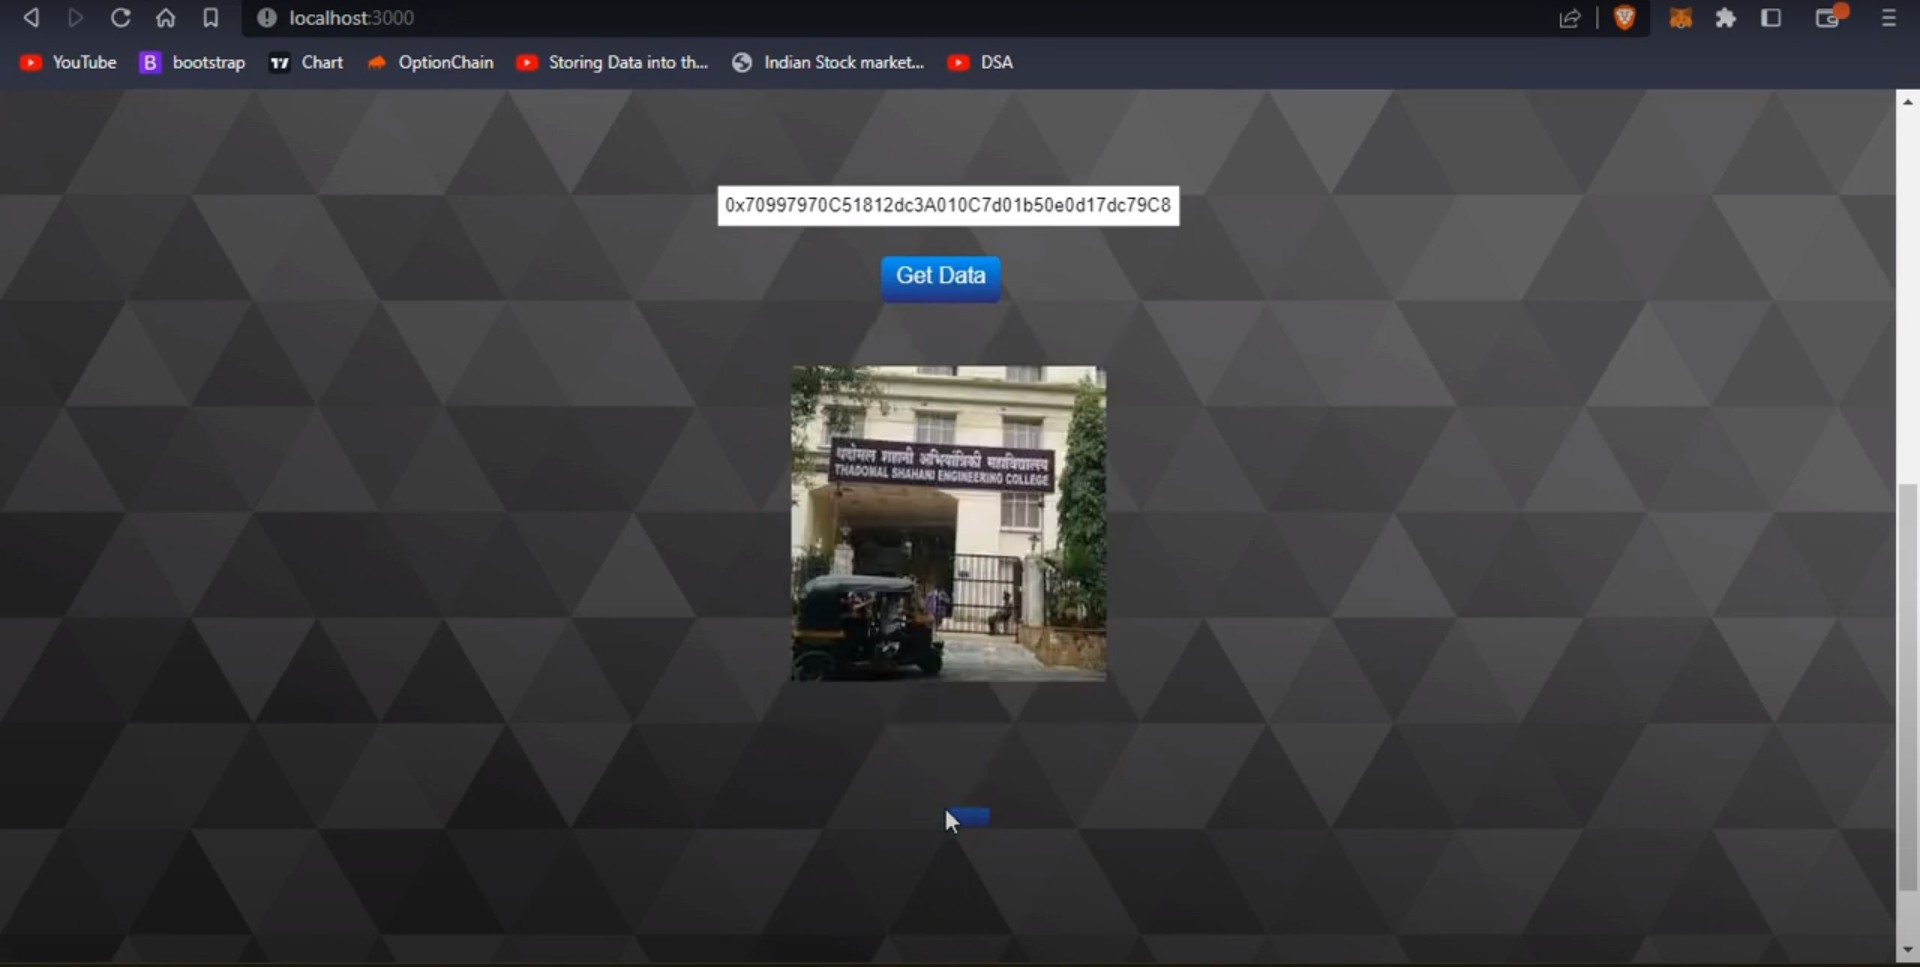 localhost:3000
YouTube
bootstrap
Chart
OptionChain
Storing Data into th...
Indian Stock market...
DSA
0x70997970C51812dc3A010C7d01b50e0d17dc79C8
Get Data
थदोमल शहानी अभियांत्रिकी महाविद्यालय
THADOMAL SHAHANI ENGINEERING COLLEGE